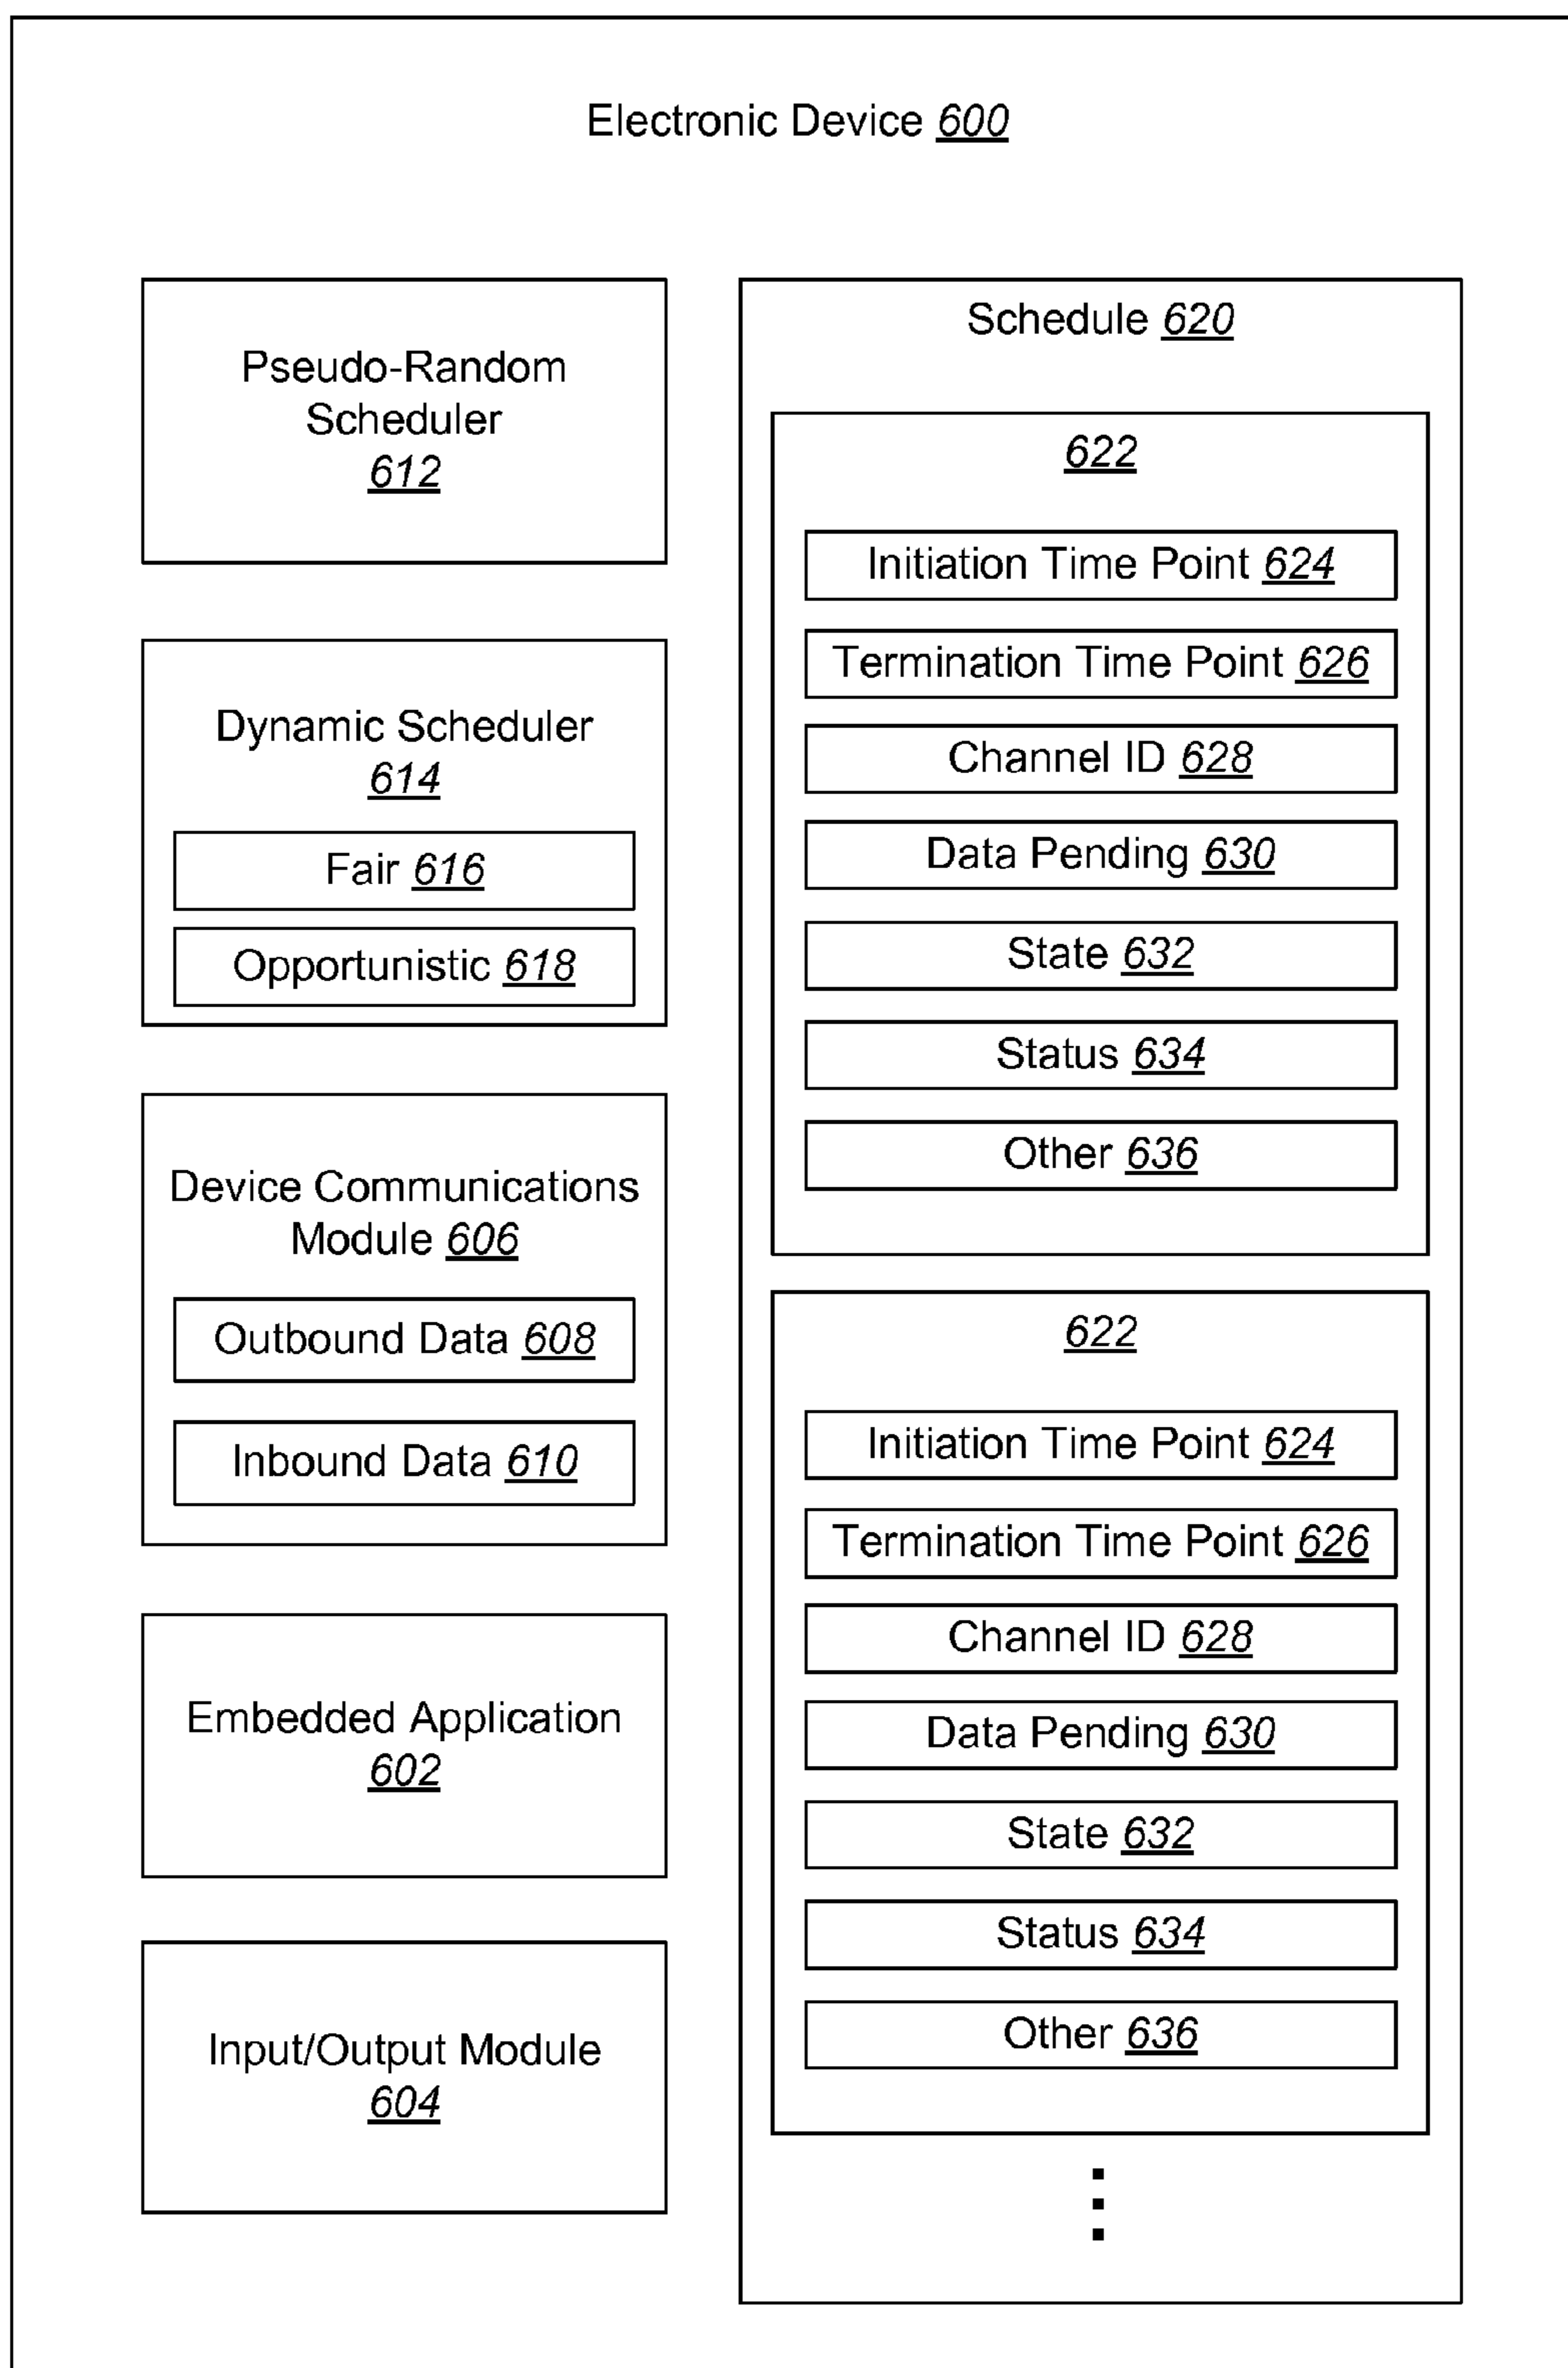 Electronic Device 600
Pseudo-Random
Scheduler
612
Dynamic Scheduler
614
Fair 616
Opportunistic 618
Device Communications
Module 606
Outbound Data 608
Inbound Data 610
Embedded Application
602
Input/Output Module
604
Schedule 620
622
Initiation Time Point 624
Termination Time Point 626
Channel ID 628
Data Pending 630
State 632
Status 634
Other 636
622
Initiation Time Point 624
Termination Time Point 626
Channel ID 628
Data Pending 630
State 632
Status 634
Other 636